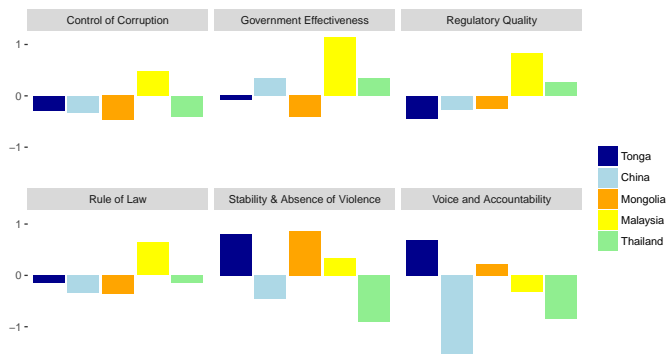 Control of Corruption
Government Effectiveness
Regulatory Quality
1
0
−1
Rule of Law
Stability & Absence of Violence
Voice and Accountability
1
0
−1
Tonga
China
Mongolia
Malaysia
Thailand